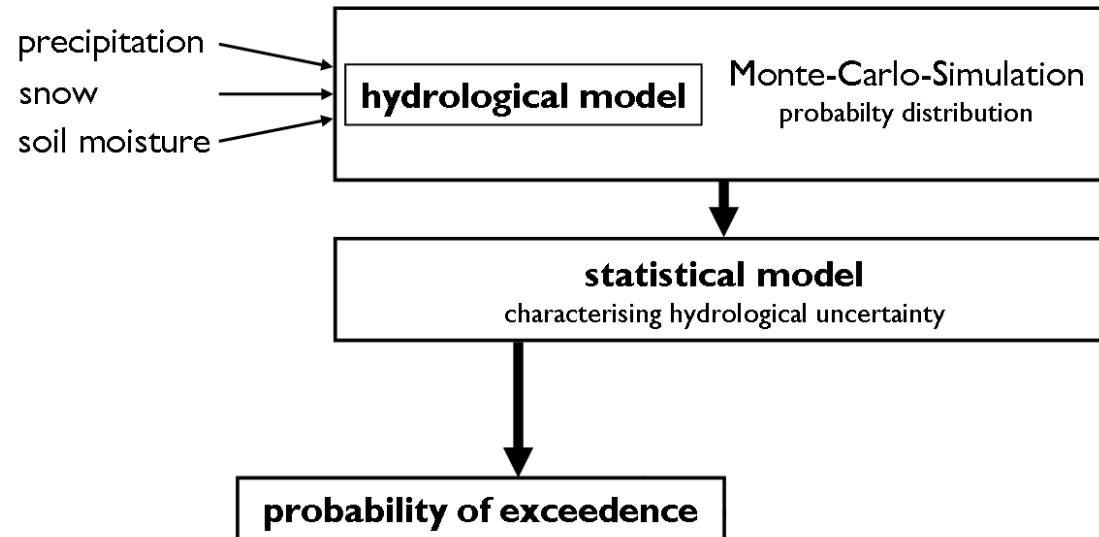 precipitation
snow
soil moisture
hydrological model
Monte-Carlo-Simulation
probabilty distribution
statistical model
characterising hydrological uncertainty
probability of exceedence